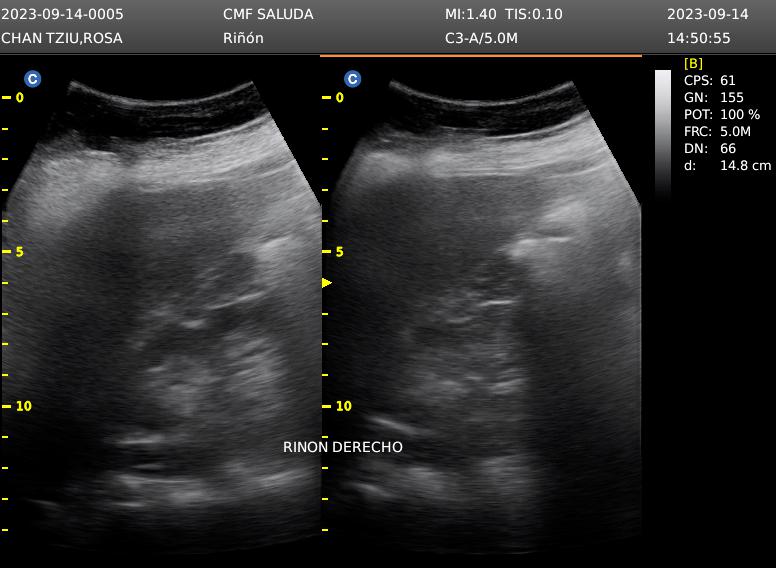 2023-09-14-0005 CMF SALUDA MI:1.40 TIS:0.10 2023-09-14
CHAN TZIU,ROSA Riñón C3-A/5.0M 14:50:55
[B]
C C
CPS: 61
GN: 155
POT: 100 %
FRC: 5.0M
DN: 66
d: 14.8 cm
0 0
5 5
10 10
RINON DERECHO